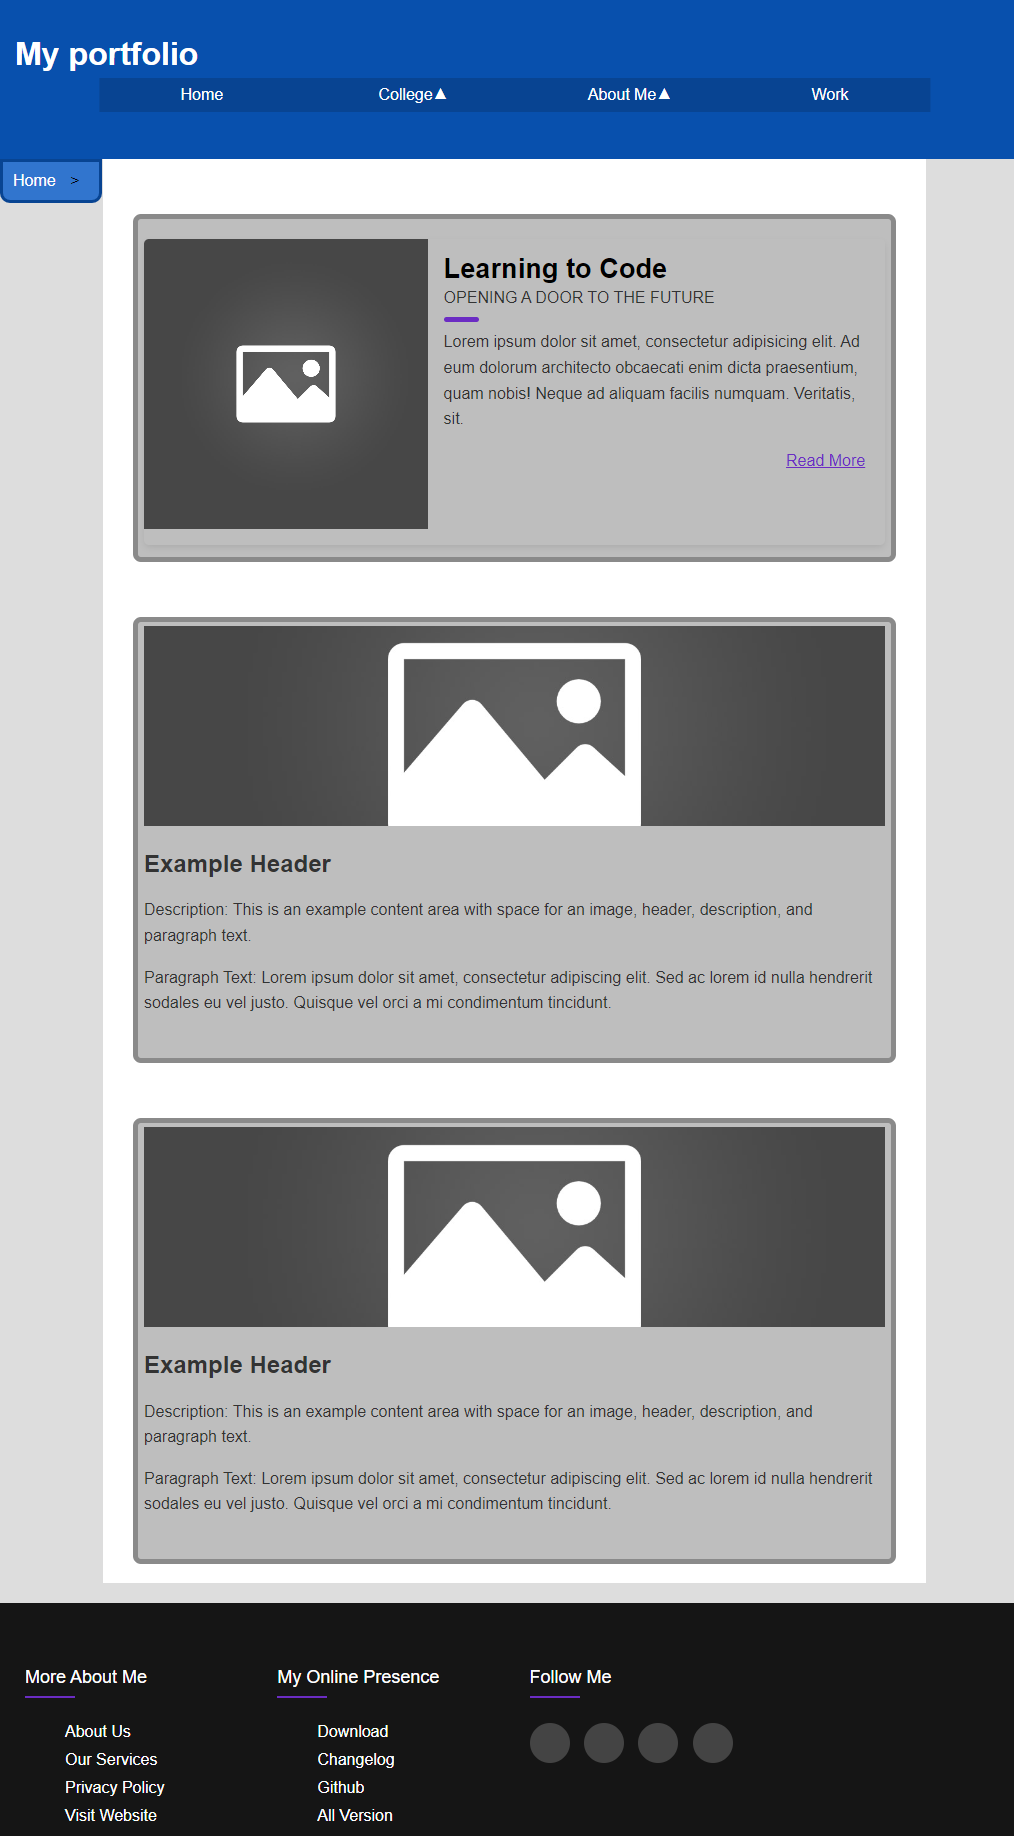 My portfolio
Home College▲ About Me▲ Work
Home >
Learning to Code
OPENING A DOOR TO THE FUTURE
Lorem ipsum dolor sit amet, consectetur adipisicing elit. Ad
eum dolorum architecto obcaecati enim dicta praesentium,
quam nobis! Neque ad aliquam facilis numquam. Veritatis,
sit.
Read More
Example Header
Description: This is an example content area with space for an image, header, description, and
paragraph text.
Paragraph Text: Lorem ipsum dolor sit amet, consectetur adipiscing elit. Sed ac lorem id nulla hendrerit
sodales eu vel justo. Quisque vel orci a mi condimentum tincidunt.
Example Header
Description: This is an example content area with space for an image, header, description, and
paragraph text.
Paragraph Text: Lorem ipsum dolor sit amet, consectetur adipiscing elit. Sed ac lorem id nulla hendrerit
sodales eu vel justo. Quisque vel orci a mi condimentum tincidunt.
More About Me
About Us
Our Services
Privacy Policy
Visit Website
My Online Presence
Download
Changelog
Github
All Version
Follow Me